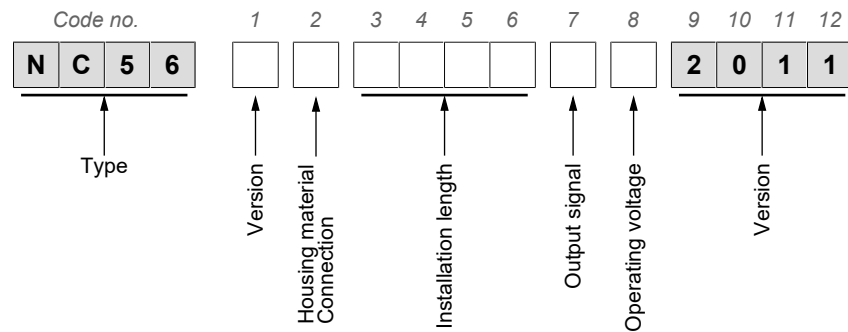 Code no. 1 2 3 4 5 6 7 8 9 10 11 12
N C 5 6 2 0 1 1
Type
Version
Housing material
Connection
Installation length
Output signal
Operating voltage
Version